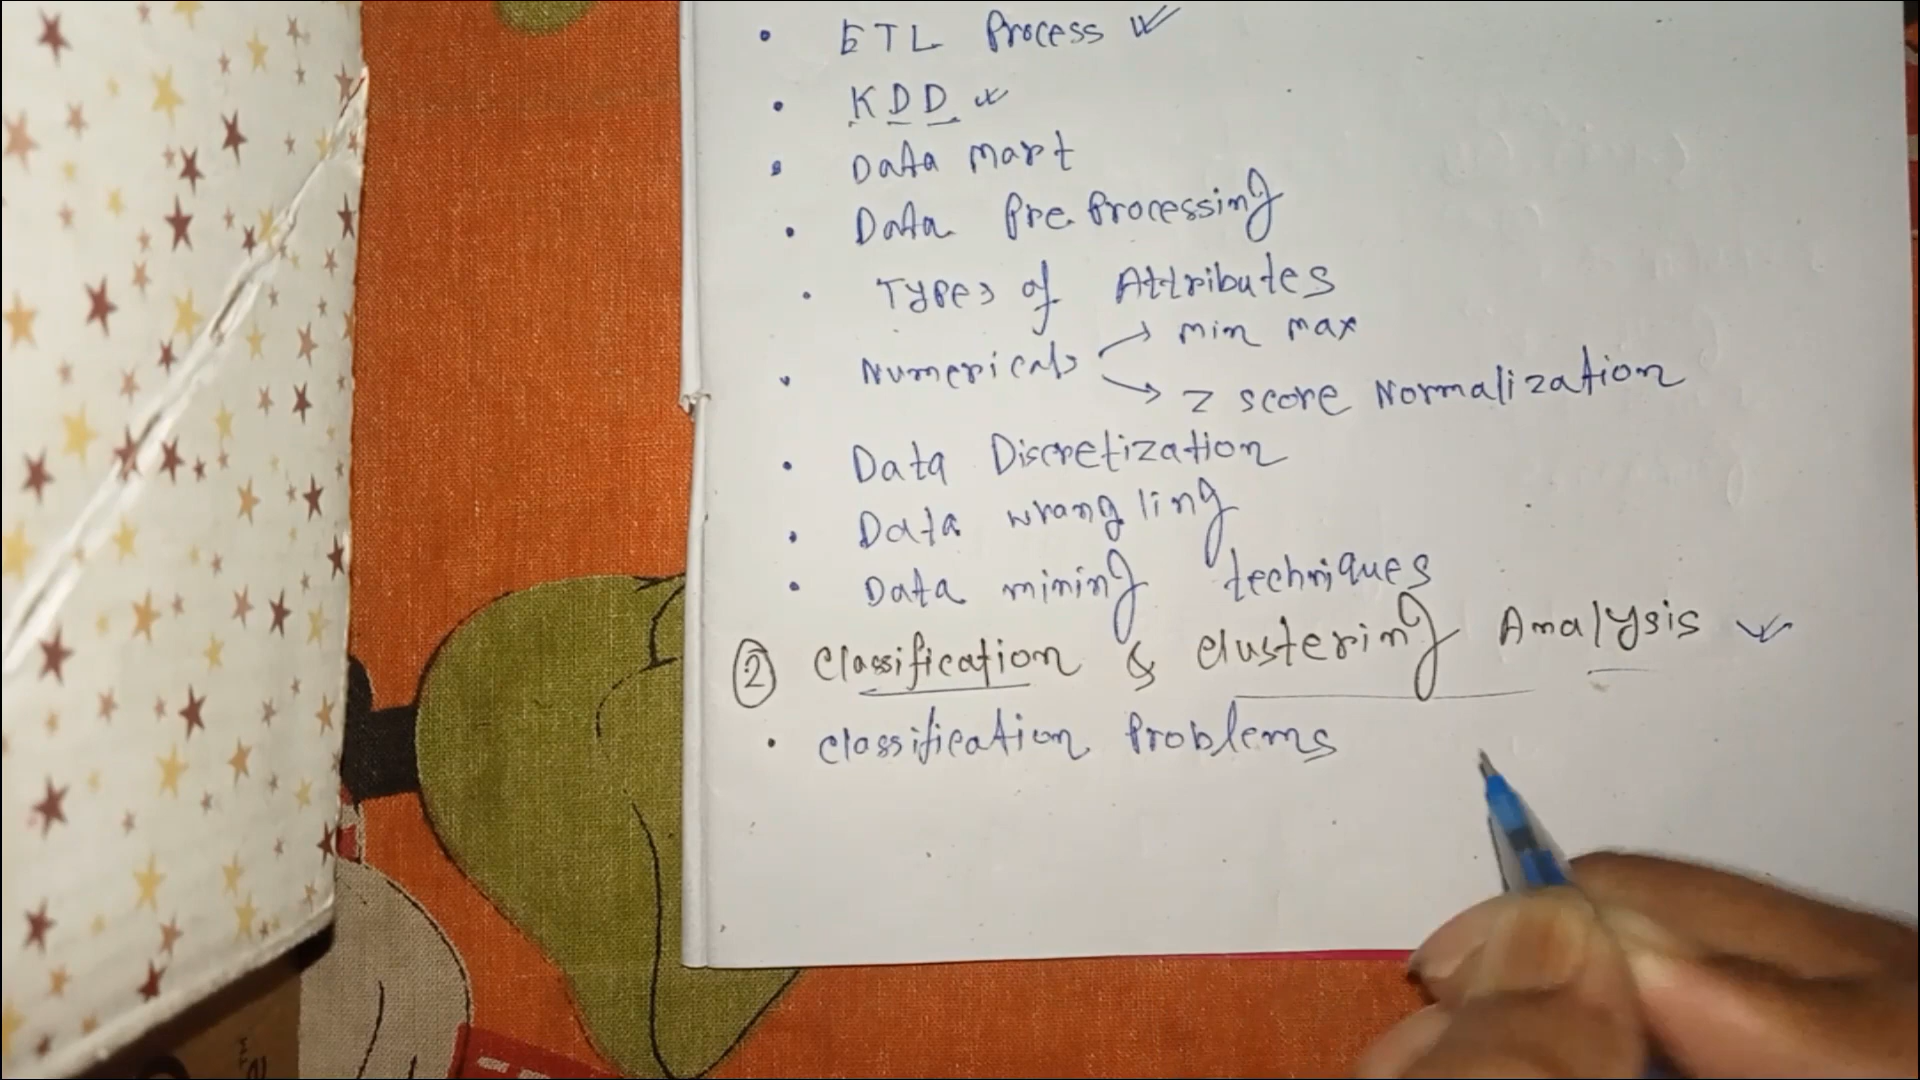 • ETL Process
• KDD
• Data Mart
• Data Pre Processing
• Types of Attributes
• Numericals → min max
→ Z score Normalization
• Data Discretization
• Data wrangling
• Data mining techniques
② Classification & Clustering Analysis
• Classification Problems